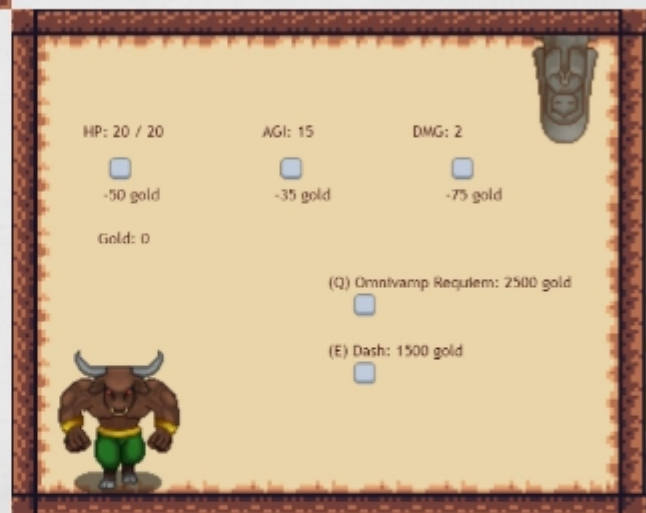 HP: 20 / 20 AGI: 15 DMG: 2
-50 gold -35 gold -75 gold
Gold: 0
(Q) Omnivamp Requiem: 2500 gold
(E) Dash: 1500 gold